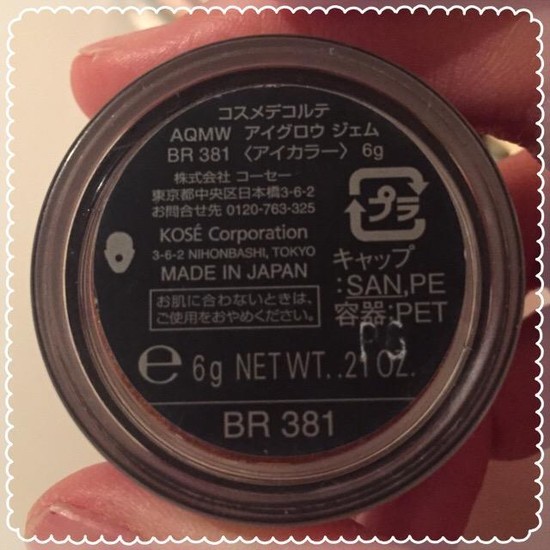 コスメデコルテ
AQMW アイグロウ ジェム
BR 381 〈アイカラー〉 6g
株式会社 コーセー
東京都中央区日本橋3-6-2
お問合せ先 0120-763-325
KOSÉ Corporation
3-6-2 NIHONBASHI, TOKYO
MADE IN JAPAN
お肌に合わないときは、
ご使用をおやめください。
プラ
キャップ
:SAN,PE
容器:PET
PG
e 6g NET WT. .21 OZ.
BR 381